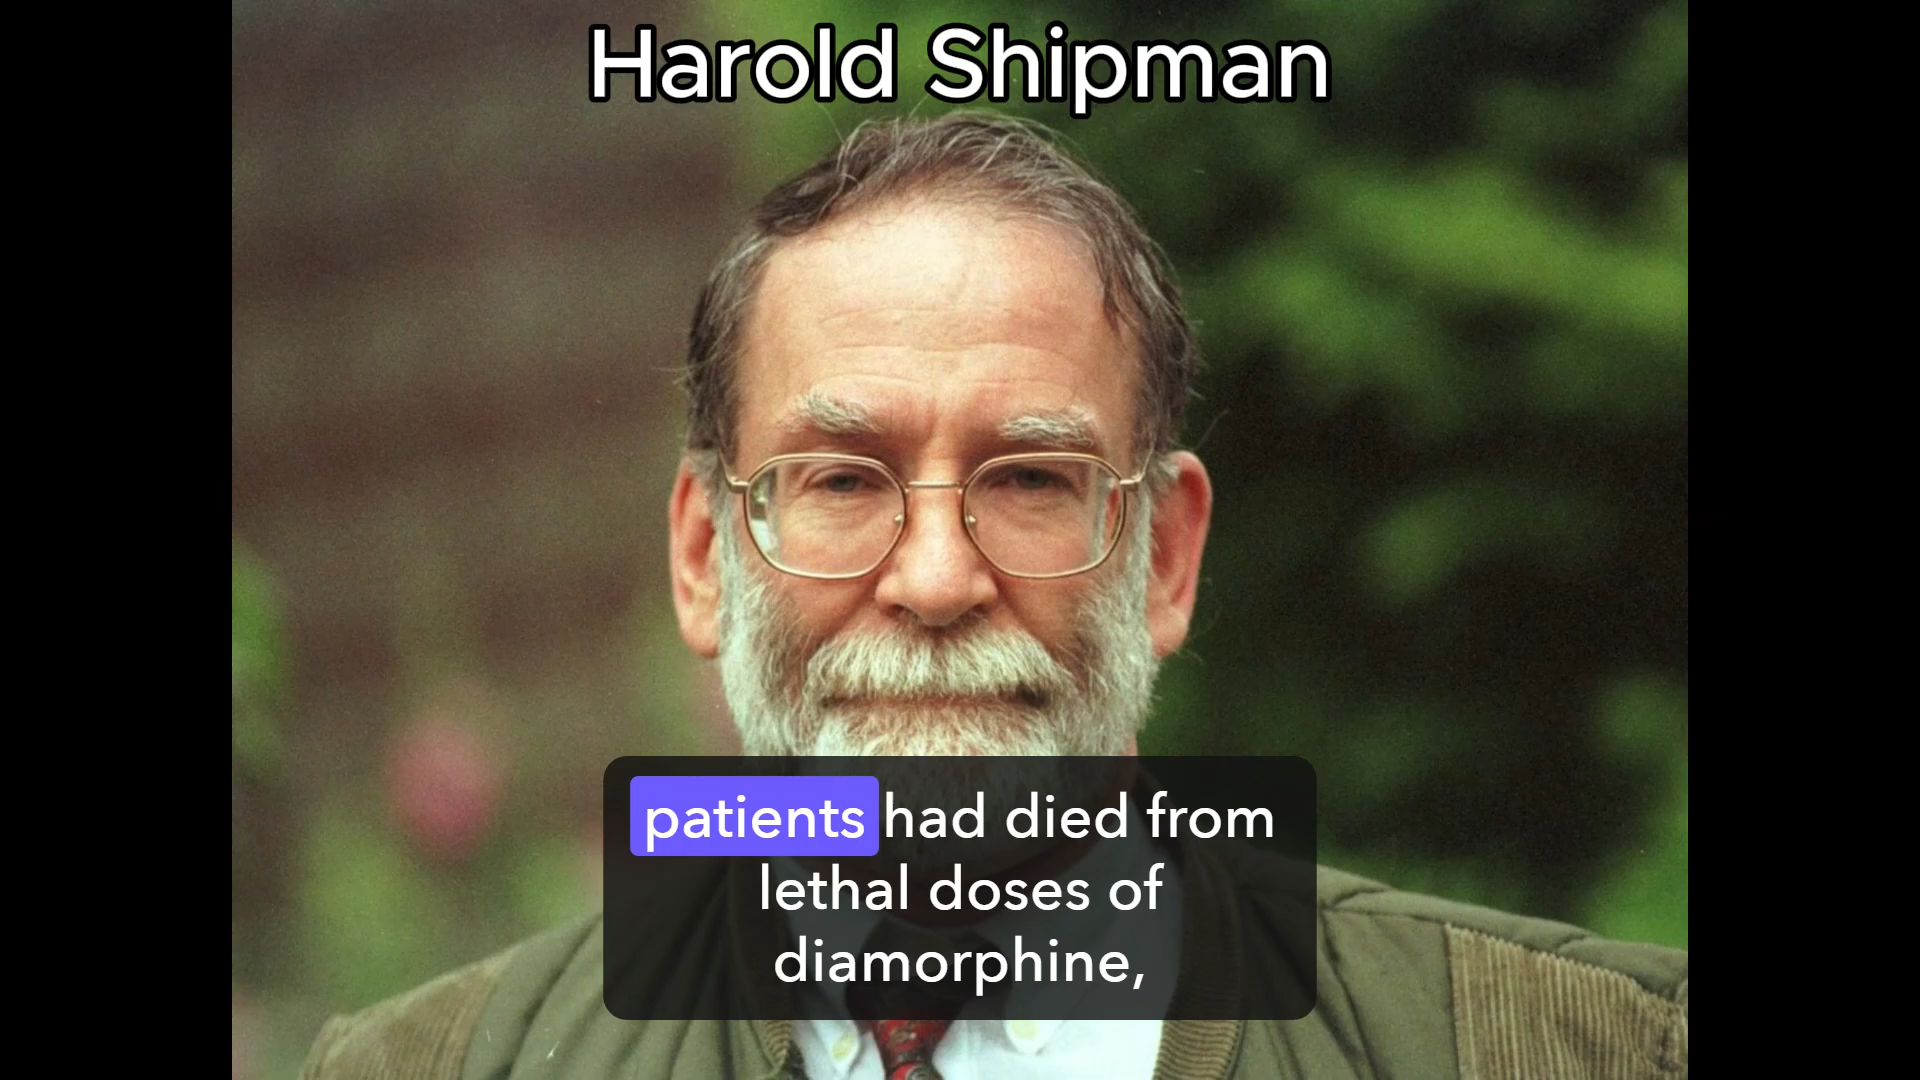 Harold Shipman
patients had died from
lethal doses of
diamorphine,